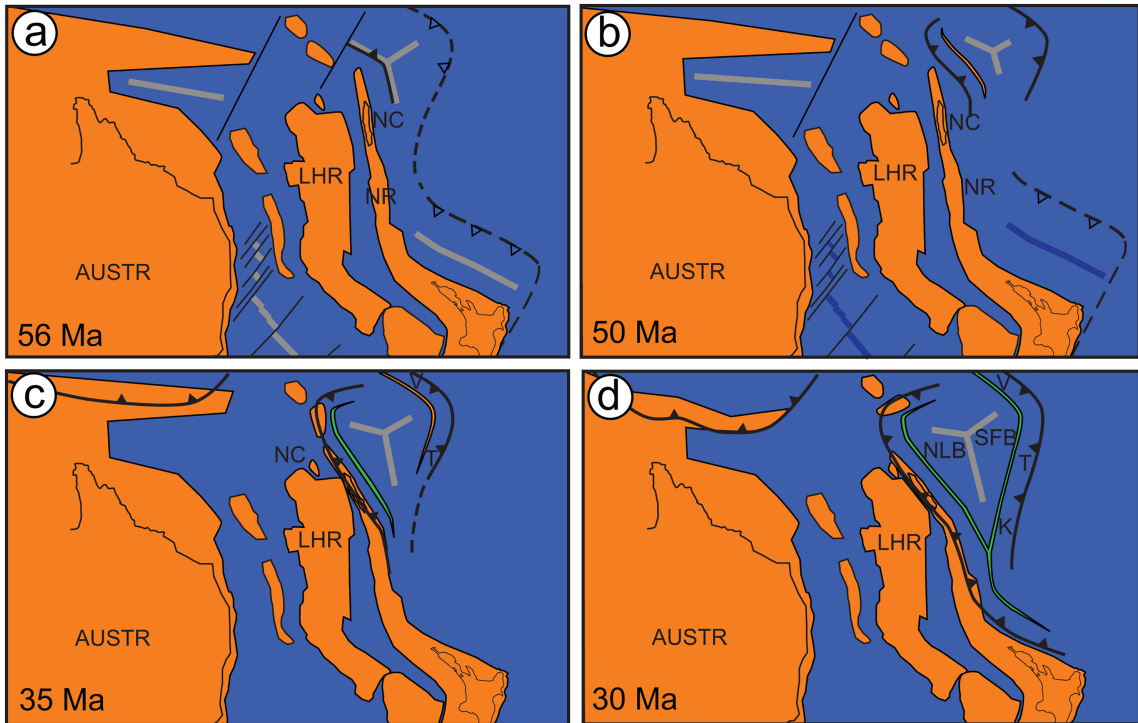 a
NC
LHR
NR
AUSTR
56 Ma
b
NC
LHR
NR
AUSTR
50 Ma
c
V
NC
T
LHR
AUSTR
35 Ma
d
V
NLB
SFB
T
K
LHR
AUSTR
30 Ma